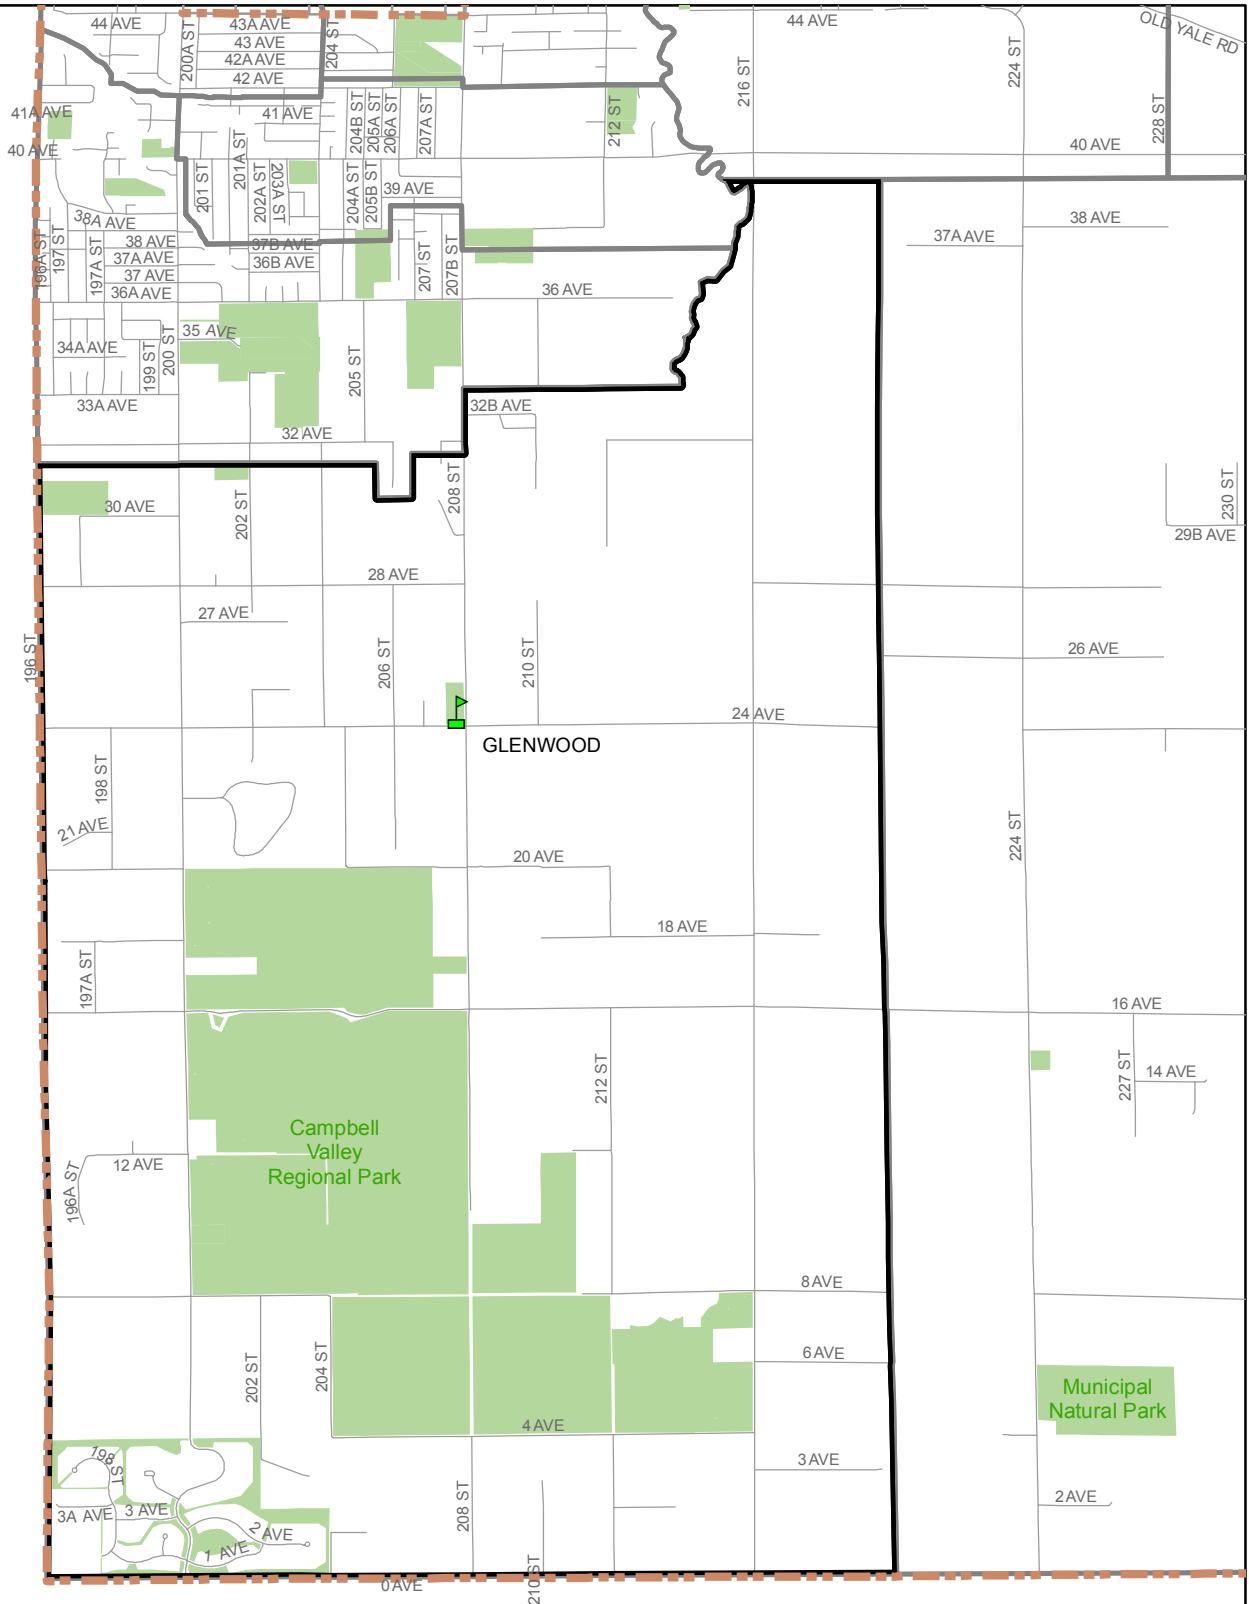 44 AVE
43A AVE
43 AVE
42A AVE
42 AVE
200A ST
204 ST
44 AVE
216 ST
224 ST
OLD YALE RD
228 ST
41A AVE
41 AVE
40 AVE
201 ST
201A ST
202A ST
203A ST
204B ST
205A ST
206A ST
207A ST
204A ST
205B ST
39 AVE
212 ST
40 AVE
38 AVE
37A AVE
196A ST
197 ST
38A AVE
197A ST
38 AVE
37A AVE
37 AVE
36A AVE
37B AVE
36B AVE
207 ST
207B ST
36 AVE
35 AVE
34A AVE
199 ST
200 ST
205 ST
33A AVE
32 AVE
32B AVE
208 ST
202 ST
30 AVE
230 ST
29B AVE
28 AVE
27 AVE
196 ST
206 ST
210 ST
26 AVE
24 AVE
GLENWOOD
198 ST
21 AVE
20 AVE
224 ST
18 AVE
197A ST
16 AVE
212 ST
227 ST
14 AVE
Campbell
Valley
Regional Park
12 AVE
196A ST
8 AVE
6 AVE
202 ST
204 ST
Municipal
Natural Park
4 AVE
3 AVE
198 ST
3A AVE
3 AVE
2 AVE
1 AVE
208 ST
2 AVE
210 ST
0 AVE